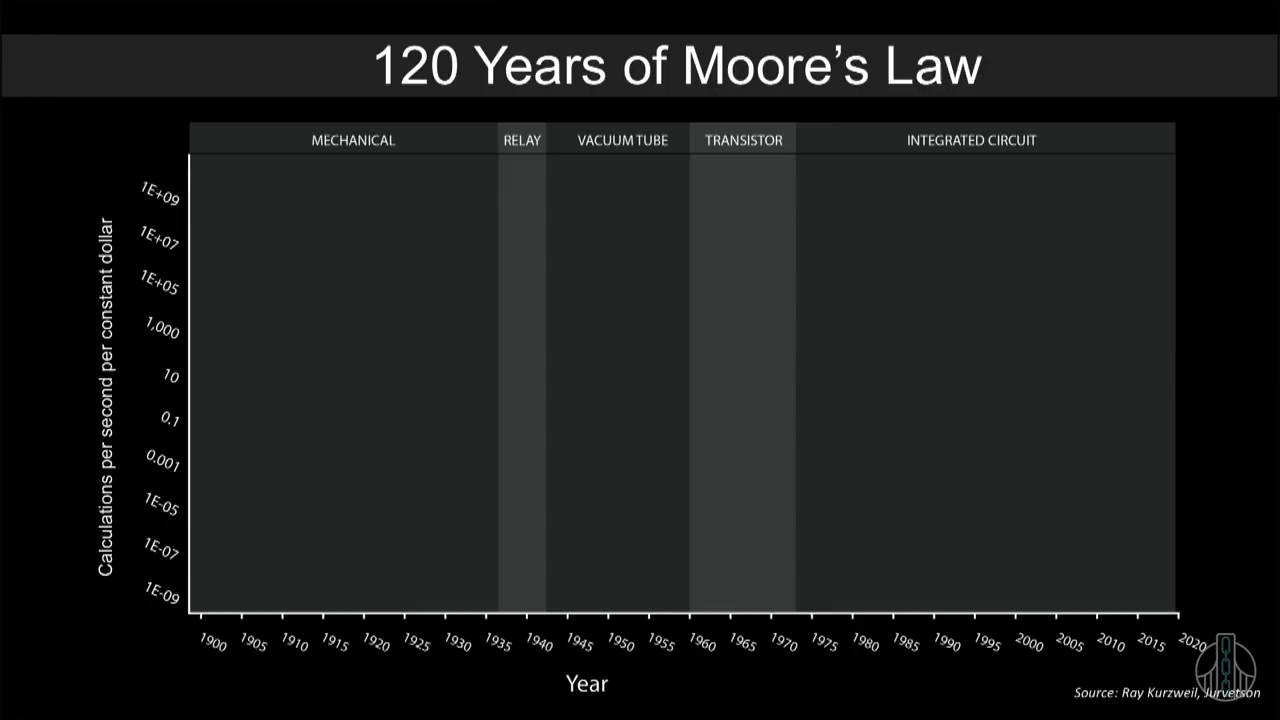 120 Years of Moore's Law
MECHANICAL RELAY VACUUM TUBE TRANSISTOR INTEGRATED CIRCUIT
Calculations per second per constant dollar
1E+09
1E+07
1E+05
1,000
10
0.1
0.001
1E-05
1E-07
1E-09
1900 1905 1910 1915 1920 1925 1930 1935 1940 1945 1950 1955 1960 1965 1970 1975 1980 1985 1990 1995 2000 2005 2010 2015 2020
Year
Source: Ray Kurzweil, Jurvetson